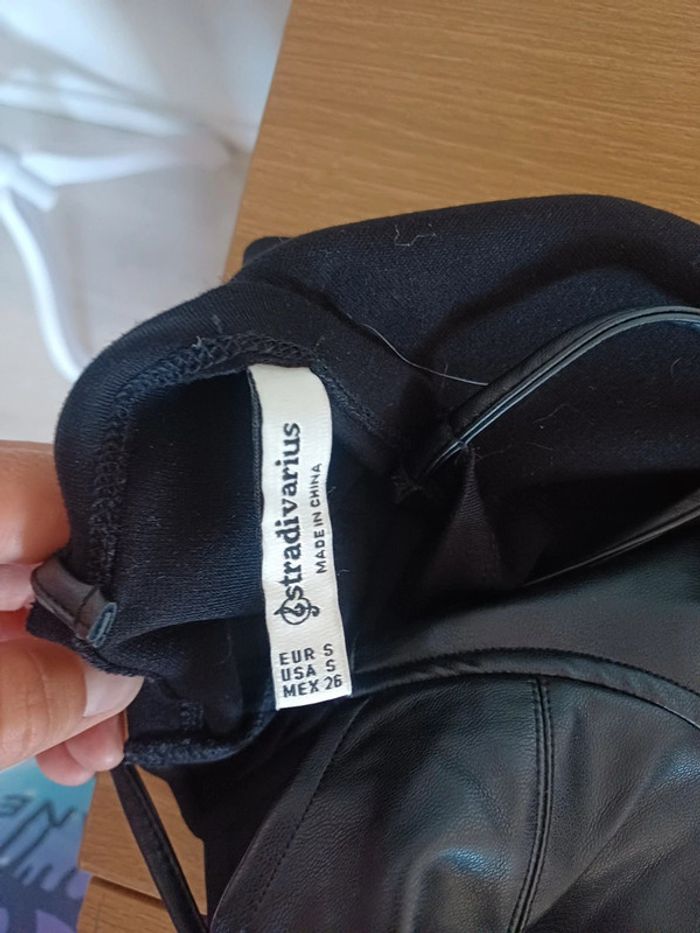 stradivarius
MADE IN CHINA
EUR S
USA S
MEX 26